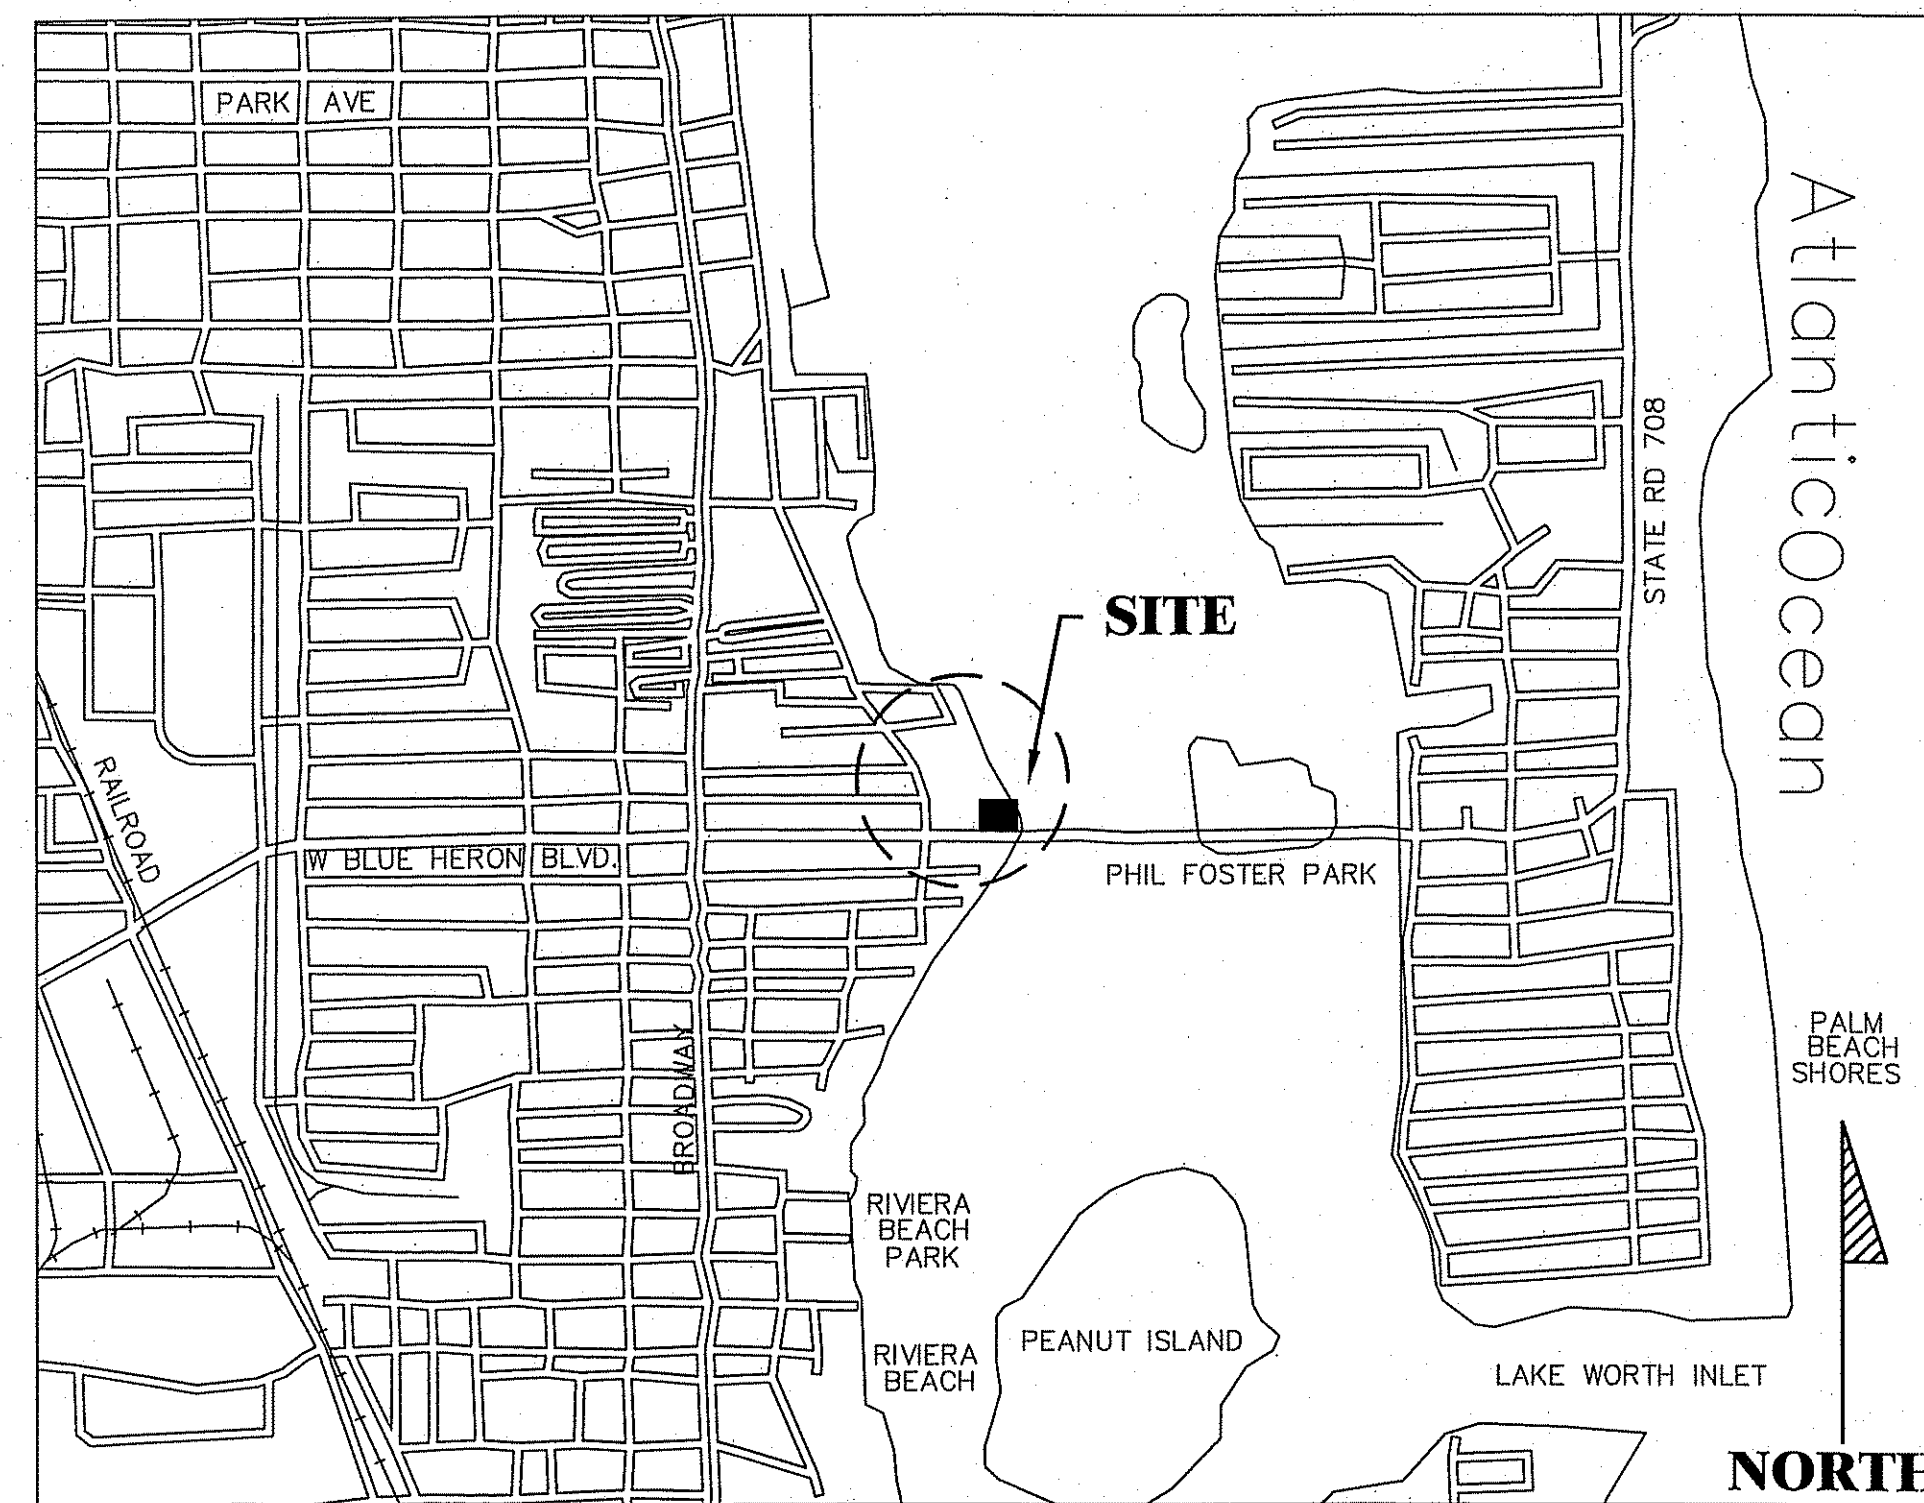 PARK AVE
Atlantic Ocean
STATE RD 708
SITE
RAILROAD
W BLUE HERON BLVD.
PHIL FOSTER PARK
BROADWAY
PALM
BEACH
SHORES
RIVIERA
BEACH
PARK
PEANUT ISLAND
RIVIERA
BEACH
LAKE WORTH INLET
NORTH